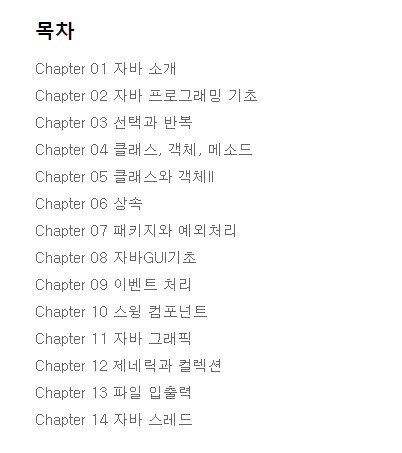 목차
Chapter 01 자바 소개
Chapter 02 자바 프로그래밍 기초
Chapter 03 선택과 반복
Chapter 04 클래스, 객체, 메소드
Chapter 05 클래스와 객체II
Chapter 06 상속
Chapter 07 패키지와 예외처리
Chapter 08 자바GUI기초
Chapter 09 이벤트 처리
Chapter 10 스윙 컴포넌트
Chapter 11 자바 그래픽
Chapter 12 제네릭과 컬렉션
Chapter 13 파일 입출력
Chapter 14 자바 스레드